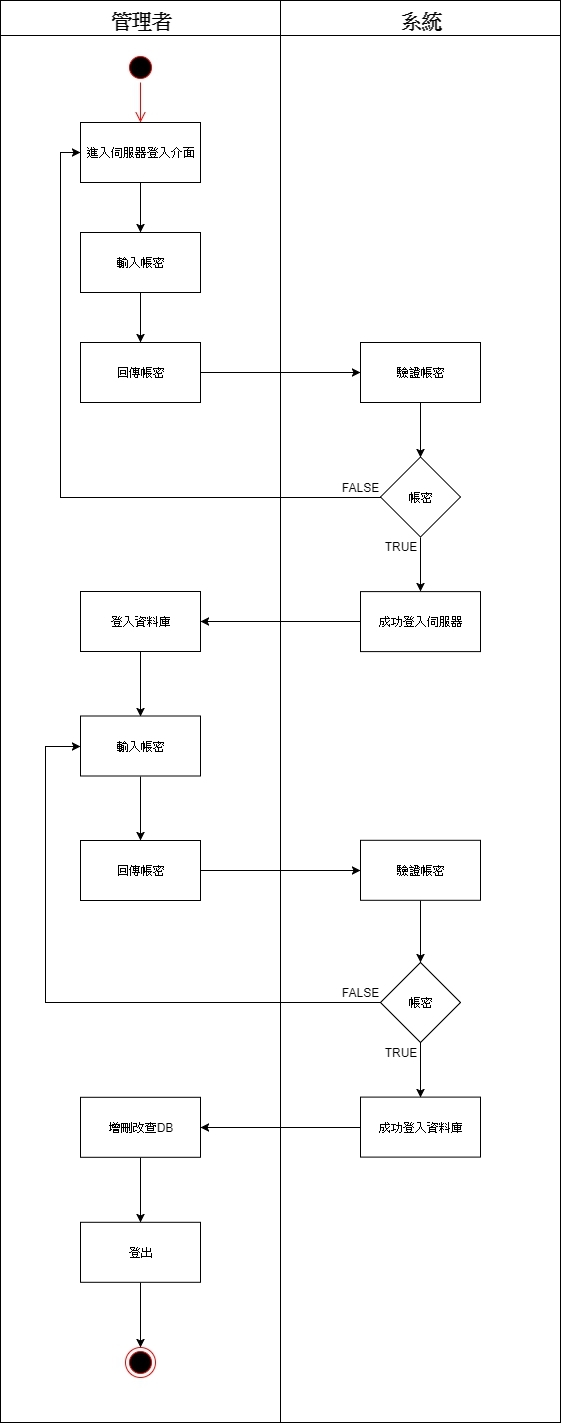 管理者
系統
進入伺服器登入介面
輸入帳密
回傳帳密
驗證帳密
FALSE
帳密
TRUE
登入資料庫
成功登入伺服器
輸入帳密
回傳帳密
驗證帳密
FALSE
帳密
TRUE
增刪改查DB
成功登入資料庫
登出